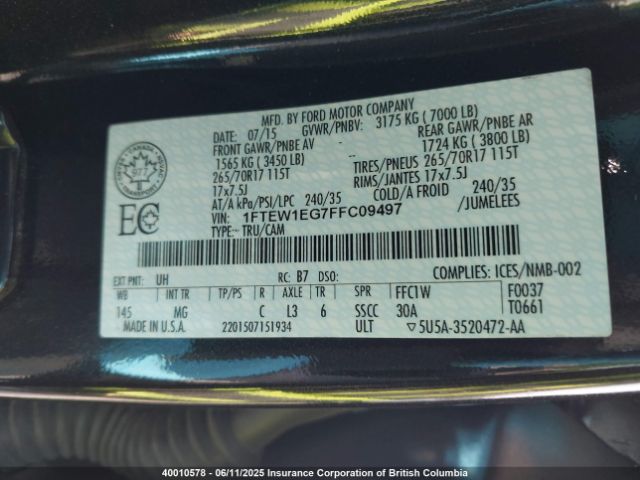 MFD. BY FORD MOTOR COMPANY
DATE: 07/15 GVWR/PNBV: 3175 KG ( 7000 LB)
FRONT GAWR/PNBE AV REAR GAWR/PNBE AR
1565 KG ( 3450 LB) 1724 KG ( 3800 LB)
265/70R17 115T TIRES/PNEUS 265/70R17 115T
17x7.5J RIMS/JANTES 17x7.5J
AT/A kPa/PSI/LPC 240/35 COLD/A FROID 240/35
VIN: 1FTEW1EG7FFC09497 /JUMELEES
TYPE: TRU/CAM
CANADA
977
TRANSPORT
EC
EXT PNT: UH RC: B7 DSO: COMPLIES: ICES/NMB-002
WB INT TR TP/PS R AXLE TR SPR FFC1W F0037
145 MG C L3 6 SSCC 30A T0661
MADE IN U.S.A. 2201507151934 ULT ▽5U5A-3520472-AA
40010578 - 06/11/2025 Insurance Corporation of British Columbia